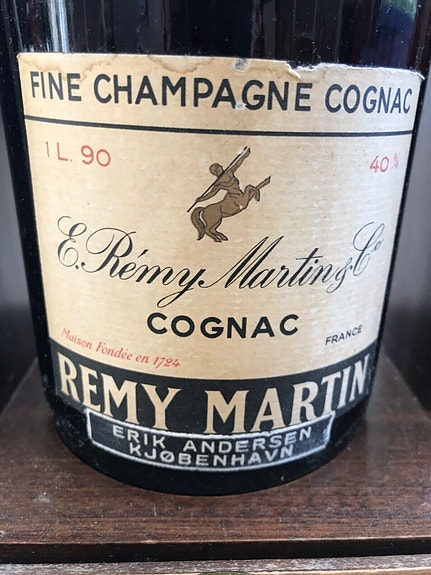 FINE CHAMPAGNE COGNAC
1 L. 90
40%
E. Rémy Martin & Co
COGNAC
FRANCE
Maison Fondée en 1724
REMY MARTIN
ERIK ANDERSEN
KJØBENHAVN